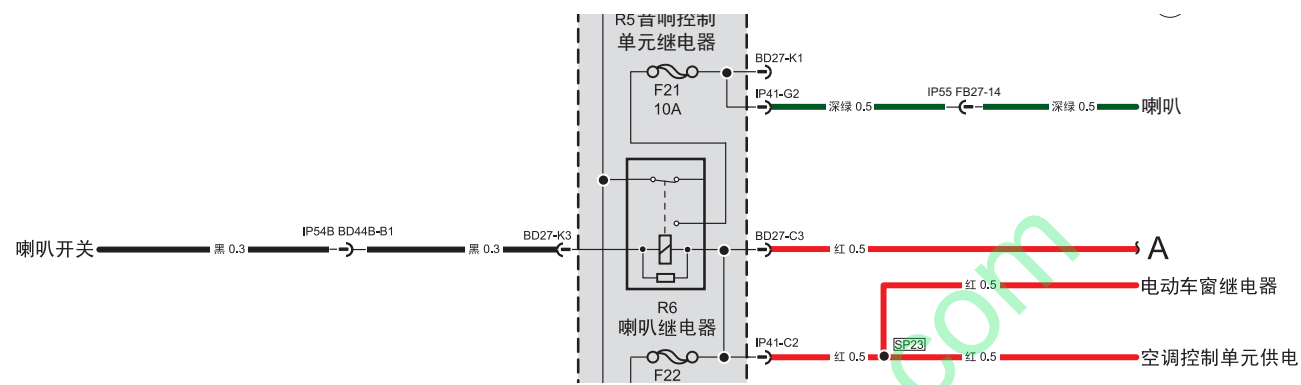 R5音响控制
单元继电器
F21
10A
BD27-K1
IP41-G2
深绿 0.5
IP55 FB27-14
深绿 0.5
喇叭
喇叭开关
黑 0.3
IP54B BD44B-B1
黑 0.3
BD27-K3
BD27-C3
红 0.5
A
红 0.5
电动车窗继电器
R6
喇叭继电器
F22
IP41-C2
红 0.5
SP23
红 0.5
空调控制单元供电
com